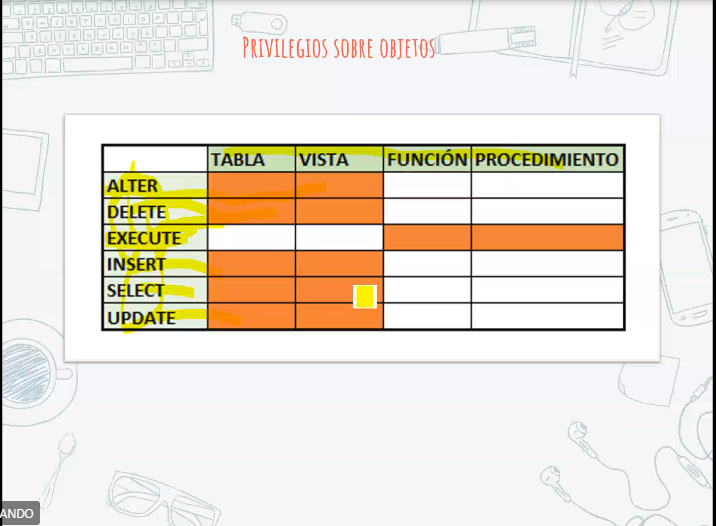 PRIVILEGIOS SOBRE OBJETOS
TABLA VISTA FUNCIÓN PROCEDIMIENTO
ALTER
DELETE
EXECUTE
INSERT
SELECT
UPDATE
ANDO